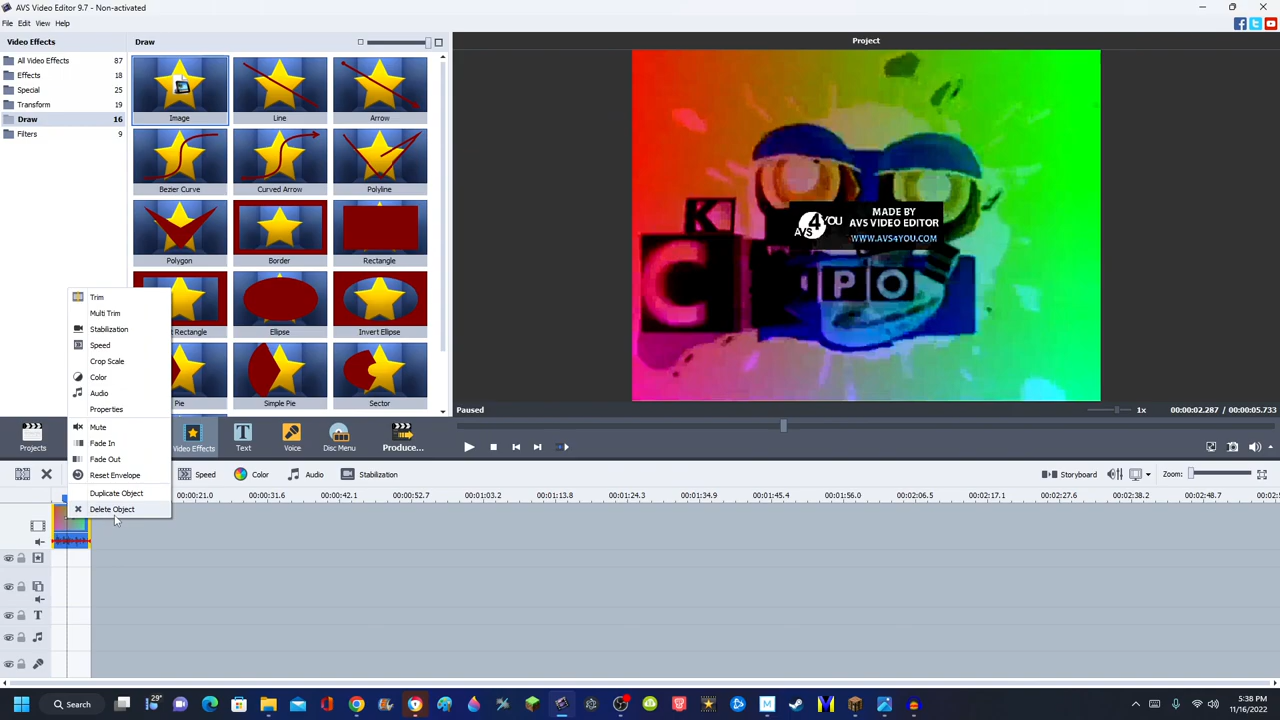 AVS Video Editor 9.7 - Non-activated
File Edit View Help
Video Effects
All Video Effects 87
Effects 18
Special 25
Transform 19
Draw 16
Filters 9
Draw
Image Line Arrow
Bezier Curve Curved Arrow Polyline
Polygon Border Rectangle
Rectangle Ellipse Invert Ellipse
Pie Simple Pie Sector
Project
MADE BY
AVS VIDEO EDITOR
WWW.AVS4YOU.COM
AVS 4 YOU
K
C PO
Paused 1x 00:00:02.287 / 00:00:05.733
Trim
Multi Trim
Stabilization
Speed
Crop Scale
Color
Audio
Properties
Mute
Fade In
Fade Out
Reset Envelope
Duplicate Object
Delete Object
Projects Video Effects Text Voice Disc Menu Produce...
Speed Color Audio Stabilization Storyboard Zoom:
00:00:21.0 00:00:31.6 00:00:42.1 00:00:52.7 00:01:03.2 00:01:13.8 00:01:24.3 00:01:34.9 00:01:45.4 00:01:56.0 00:02:06.5 00:02:17.1 00:02:27.6 00:02:38.2 00:02:48.7 00:02:5
T
Search 29° 5:38 PM
11/16/2022